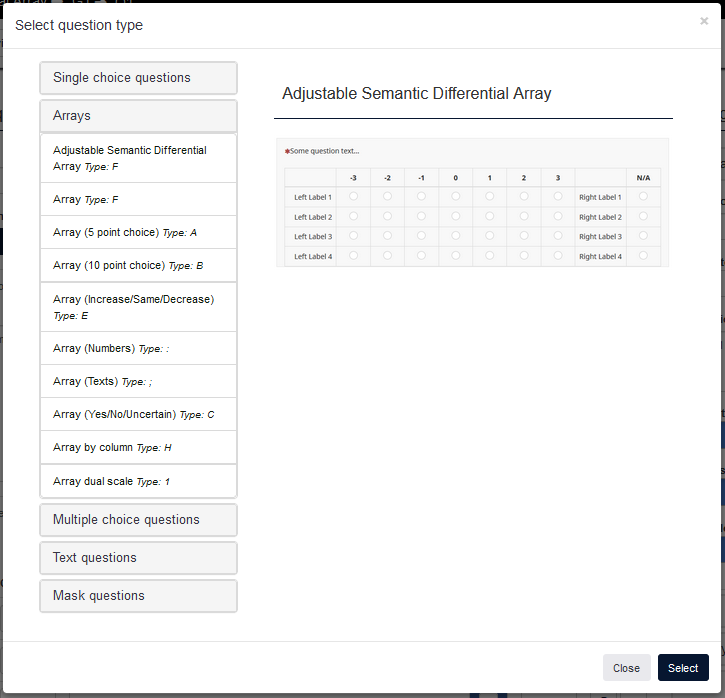 Select question type
×
Single choice questions
Arrays
Adjustable Semantic Differential
Array Type: F
Array Type: F
Array (5 point choice) Type: A
Array (10 point choice) Type: B
Array (Increase/Same/Decrease)
Type: E
Array (Numbers) Type: :
Array (Texts) Type: ;
Array (Yes/No/Uncertain) Type: C
Array by column Type: H
Array dual scale Type: 1
Multiple choice questions
Text questions
Mask questions
Adjustable Semantic Differential Array
✱Some question text...
-3 -2 -1 0 1 2 3 N/A
Left Label 1 Right Label 1
Left Label 2 Right Label 2
Left Label 3 Right Label 3
Left Label 4 Right Label 4
Close Select